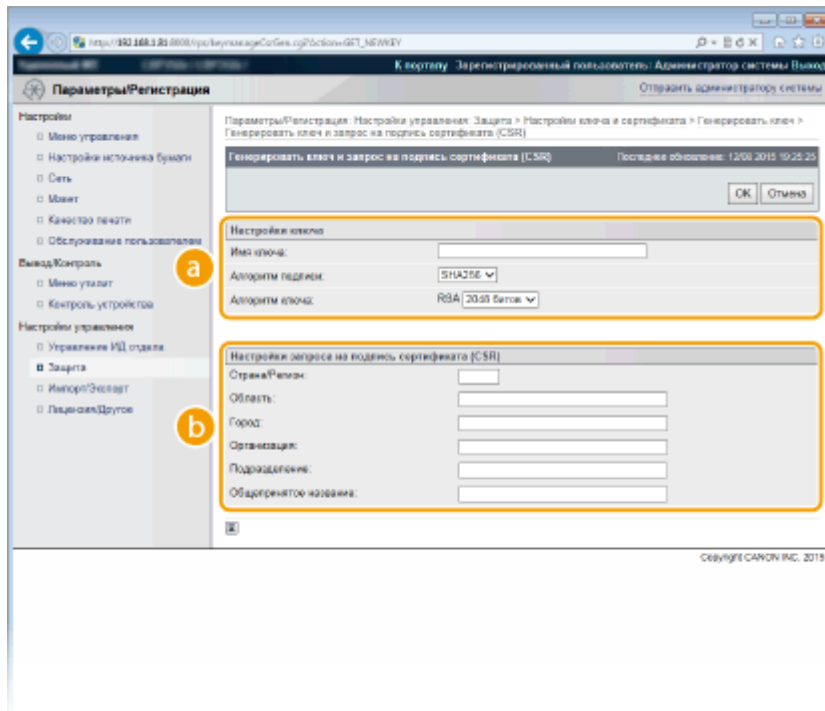 К порталу Зарегистрированный пользователь: Администратор системы Выход
Параметры/Регистрация
Отправить администратору системы
Настройки
Меню управления
Настройки источника бумаги
Сеть
Макет
Качество печати
Обслуживание пользователем
Вывод/Контроль
Меню утилит
Контроль устройства
Настройки управления
Управление ИД отдела
Защита
Импорт/Экспорт
Лицензия/Другое
Параметры/Регистрация: Настройки управления: Защита > Настройки ключа и сертификата > Генерировать ключ >
Генерировать ключ и запрос на подпись сертификата (CSR)
Генерировать ключ и запрос на подпись сертификата (CSR)
Последнее обновление: 2015 19:25:25
OK Отмена
a
Настройки ключа
Имя ключа:
Алгоритм подписи: SHA256
Алгоритм ключа: RSA 2048 битов
b
Настройки запроса на подпись сертификата (CSR)
Страна/Регион:
Область:
Город:
Организация:
Подразделение:
Общепринятое название:
Copyright CANON INC. 2015